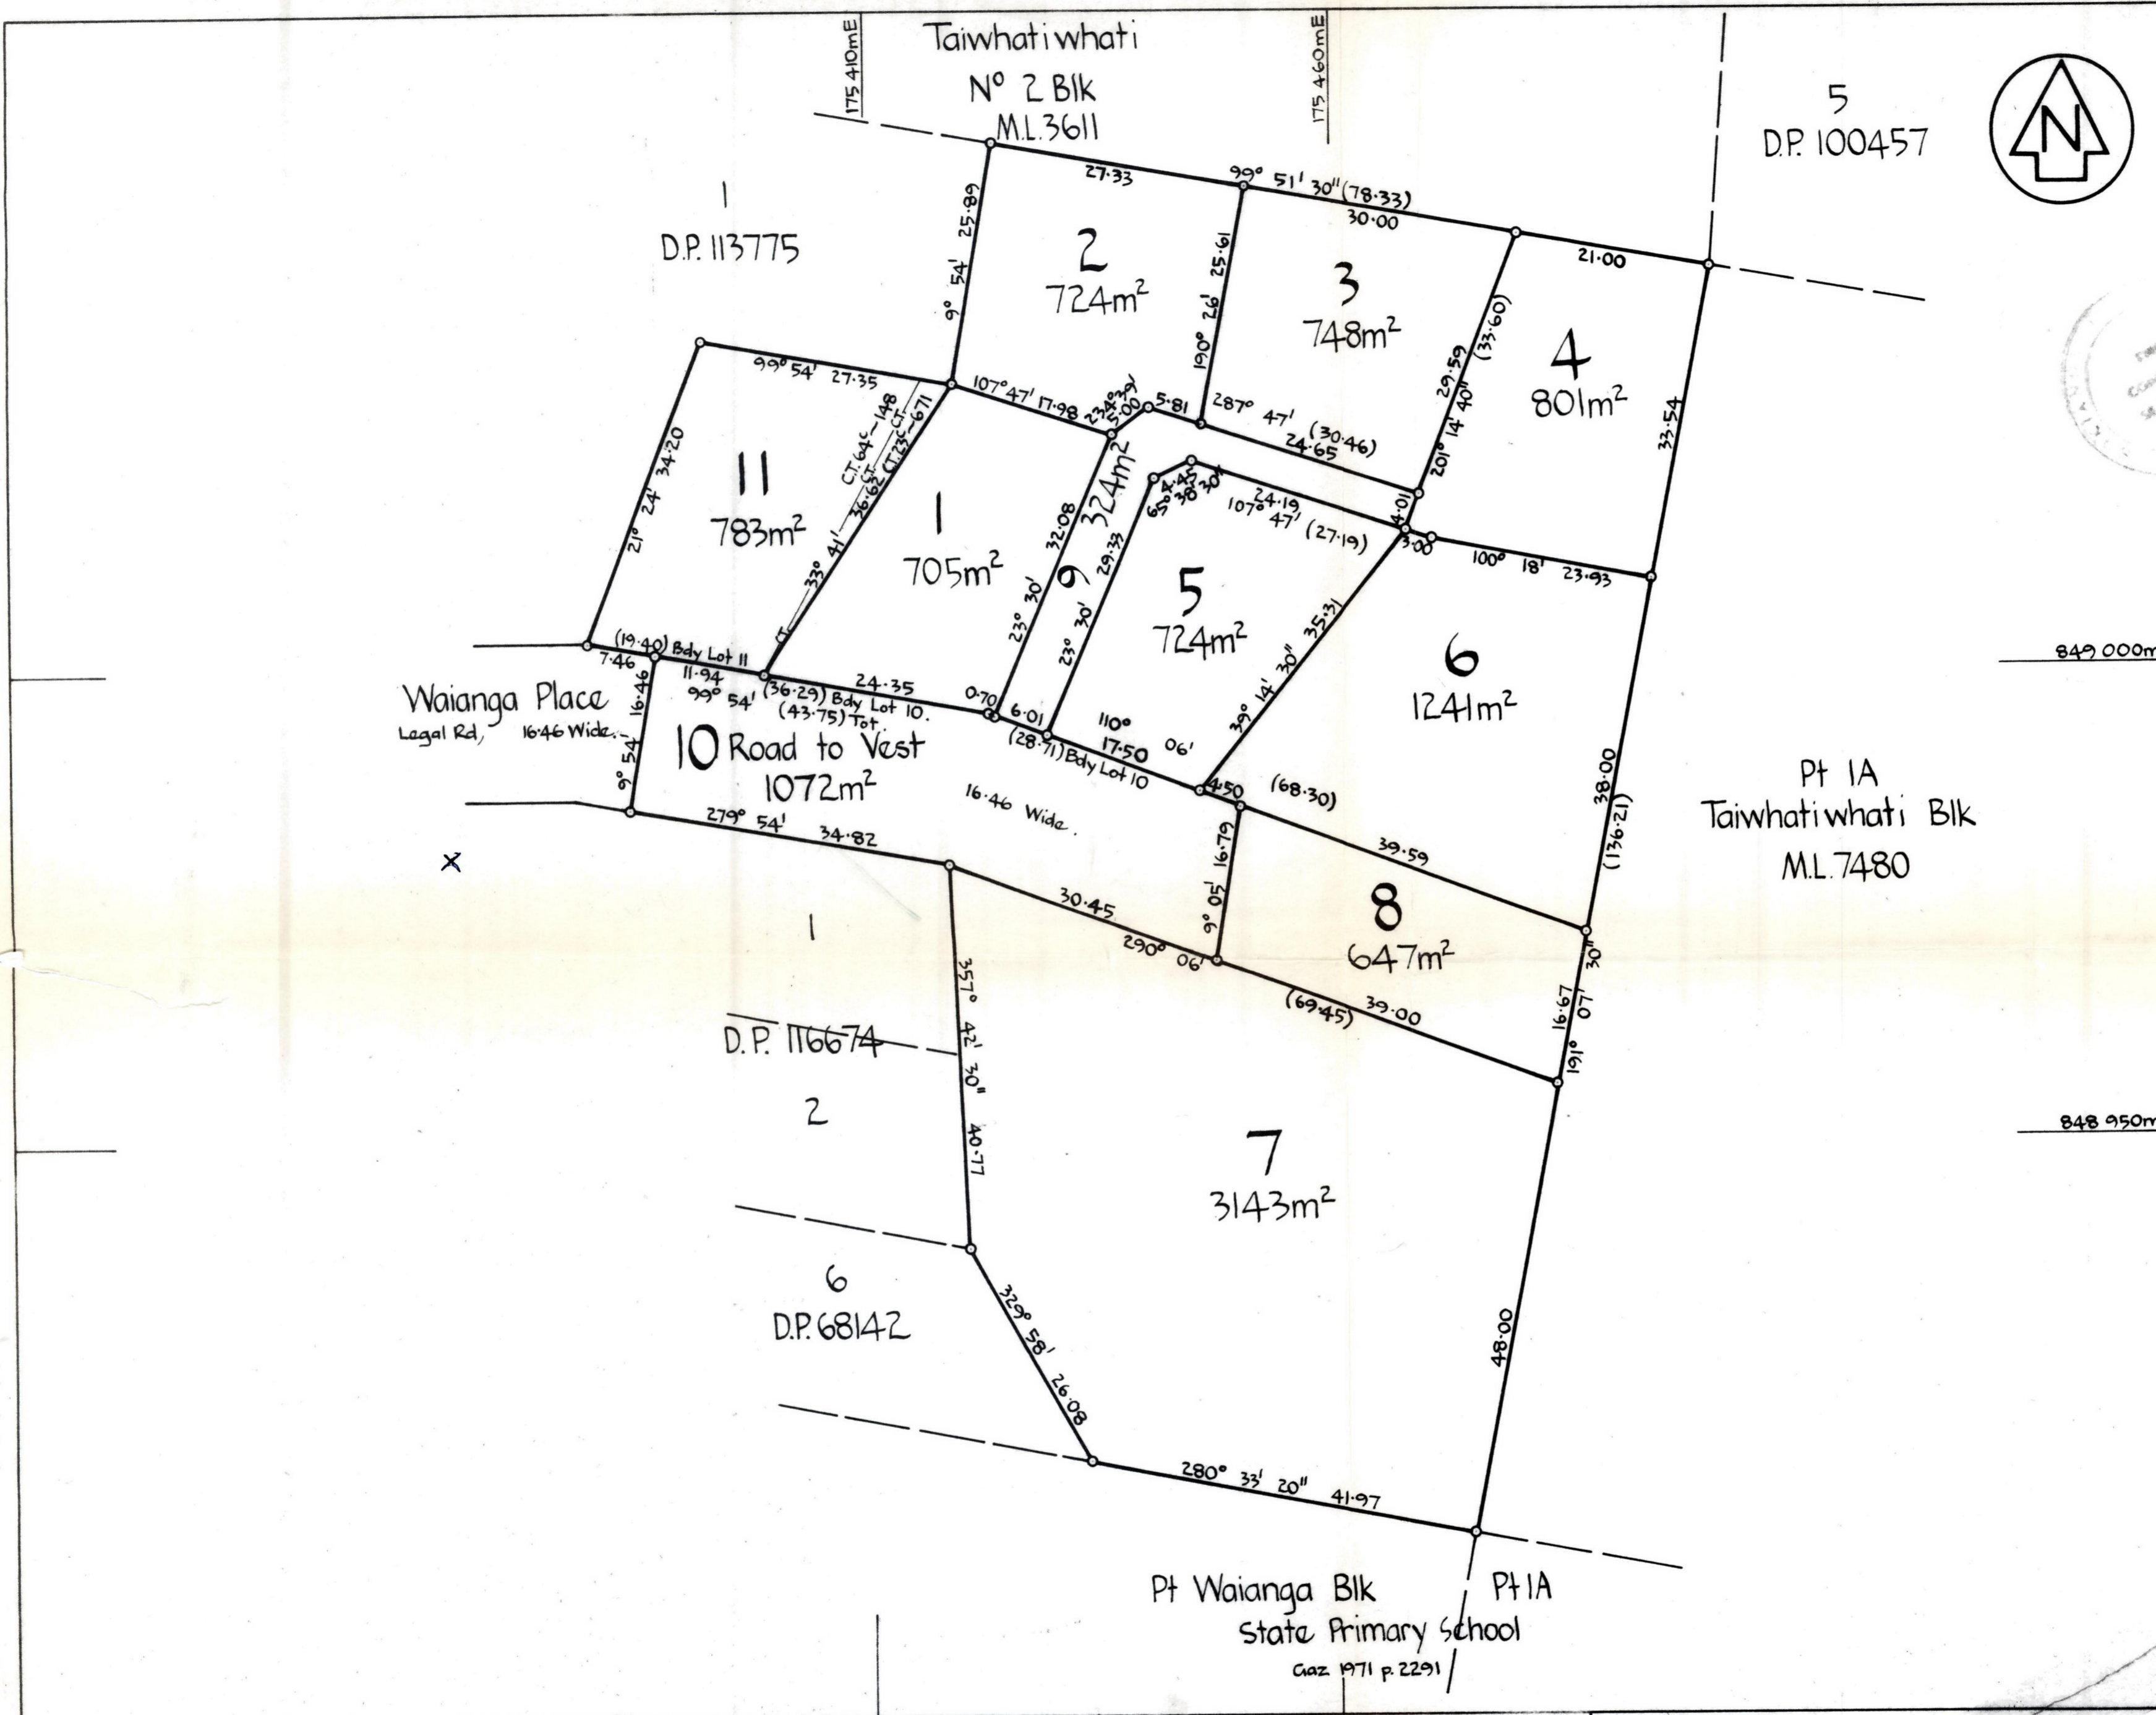 175 410mE
Taiwhatiwhati
Nº 2 Blk
M.L.3611
175 460mE
5
D.P. 100457
N
1
D.P. 113775
27·33
99° 51' 30" (78·33)
30·00
21·00
9° 54' 25·89
2
724m²
190° 26' 25·61
3
748m²
201° 14' 40" 29·59
(33·60)
4
801m²
33·54
99° 54' 27·35
107° 47' 17·98
234° 39'
5·00
5·81
287° 47'
(30·46)
24·65
4·01
21° 24' 34·20
11
783m²
C.T. 64C~148
C.T.
C.T.
C.T. 23C~671
33° 41' 36·62
C.T.
1
705m²
23° 30' 32·08
9
324m²
23° 30' 29·33
4·45
65° 38' 30"
24·19
107° 47' (27·19)
3·00
100° 18' 23·93
5
724m²
39° 14' 30" 35·31
6
1241m²
849 000m
(19·40) Bdy Lot 11
7·46
11·94
99° 54'
24·35
(36·29) Bdy Lot 10.
(43·75) Tot.
0·70
6·01
110° 06'
17·50
(28·71) Bdy Lot 10
4·50
(68·30)
39·59
38·00
(136·21)
Waianga Place
Legal Rd, 16·46 Wide.
9° 54' 16·46
10 Road to Vest
1072m²
16·46 Wide.
279° 54' 34·82
Pt 1A
Taiwhatiwhati Blk
M.L.7480
x
30·45
290° 06'
9° 05' 16·79
8
647m²
(69·45)
39·00
191° 07' 30"
16·67
1
D.P. 116674
2
357° 42' 30" 40·77
848 950m
7
3143m²
6
D.P. 68142
329° 58' 26·08
48·00
280° 33' 20" 41·97
Pt Waianga Blk
Pt 1A
State Primary School
Gaz 1971 p. 2291